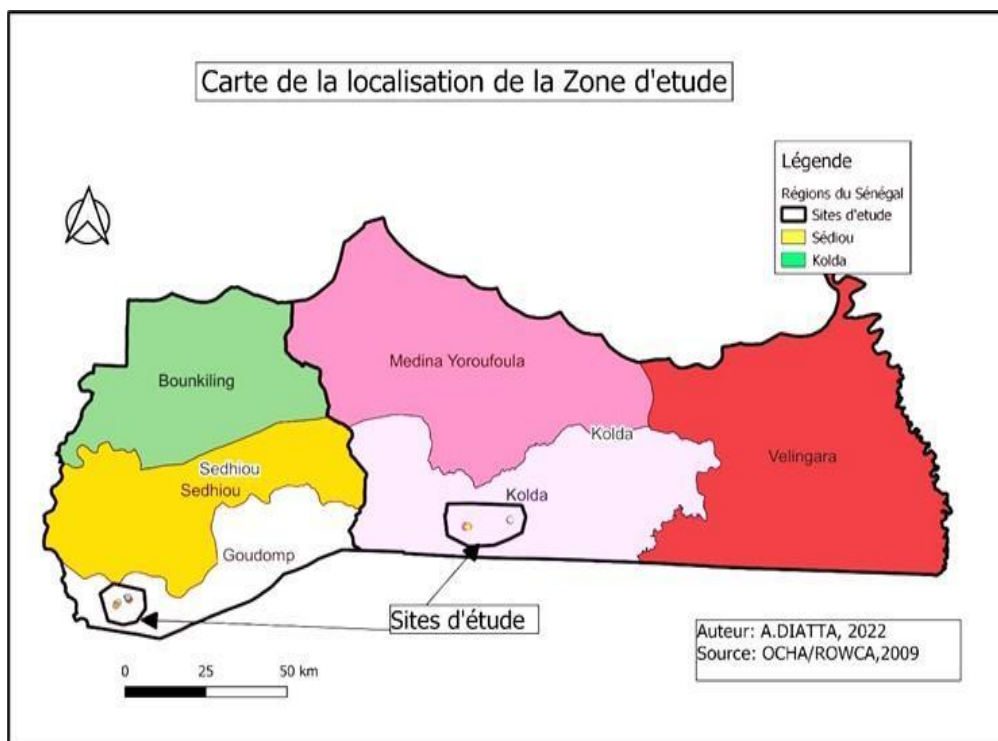 Carte de la localisation de la Zone d'etude
Légende
Régions du Sénégal
Sites d'etude
Sédiou
Kolda
Medina Yoroufoula
Bounkiling
Kolda
Velingara
Sedhiou
Sedhiou
Kolda
Goudomp
Sites d'étude
Auteur: A.DIATTA, 2022
Source: OCHA/ROWCA,2009
0 25 50 km